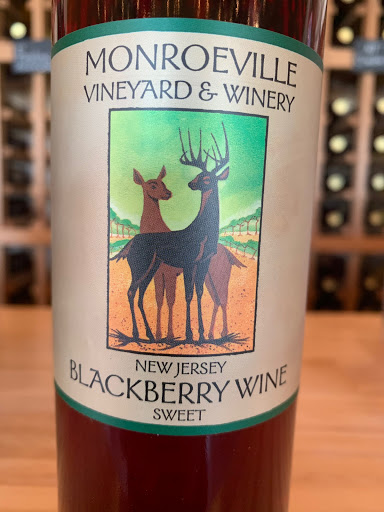 MONROEVILLE
VINEYARD & WINERY
NEW JERSEY
BLACKBERRY WINE
SWEET